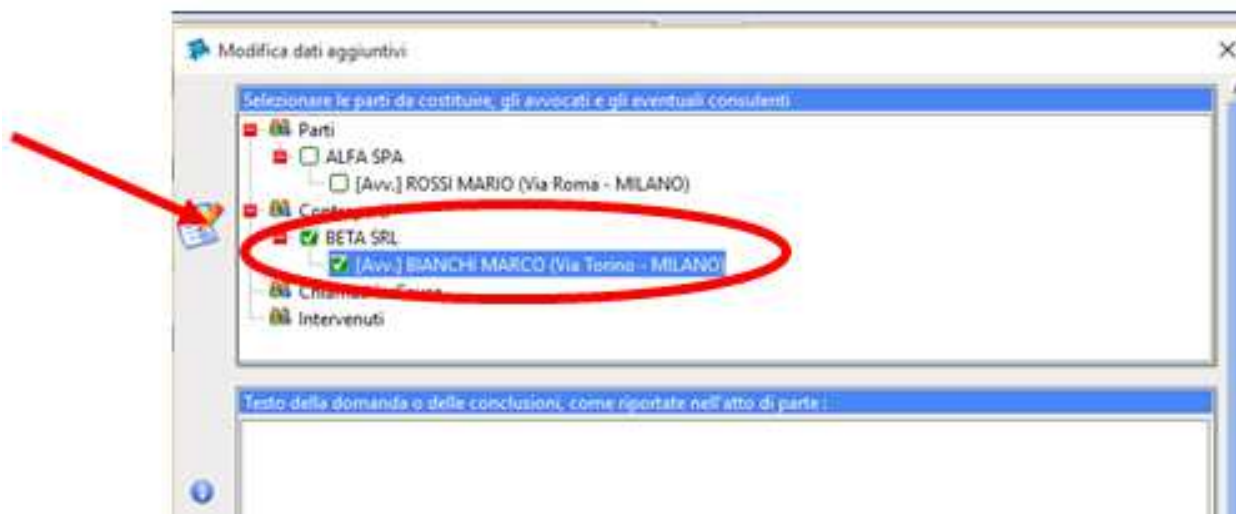 Modifica dati aggiuntivi
Selezionare le parti da costituire, gli avvocati e gli eventuali consulenti
Parti
ALFA SPA
[Avv.] ROSSI MARIO (Via Roma - MILANO)
BETA SRL
[Avv.] BIANCHI MARCO (Via Torino - MILANO)
Intervenuti
Testo della domanda o delle conclusioni, come riportate nell'atto di parte :